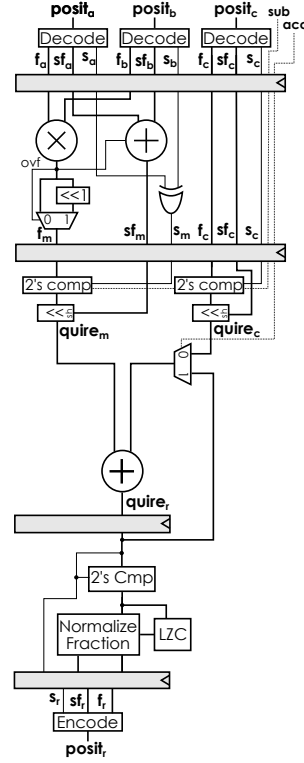 posit_a posit_b posit_c sub
acc
Decode Decode Decode
f_a sf_a s_a f_b sf_b s_b f_c sf_c s_c
× +
ovf
<<1
0 1
f_m sf_m s_m f_c sf_c s_c
2's comp 2's comp
<< sh << sh
quire_m quire_c
0
1
+
quire_r
2's Cmp
Normalize
Fraction LZC
s_r sf_r f_r
Encode
posit_r